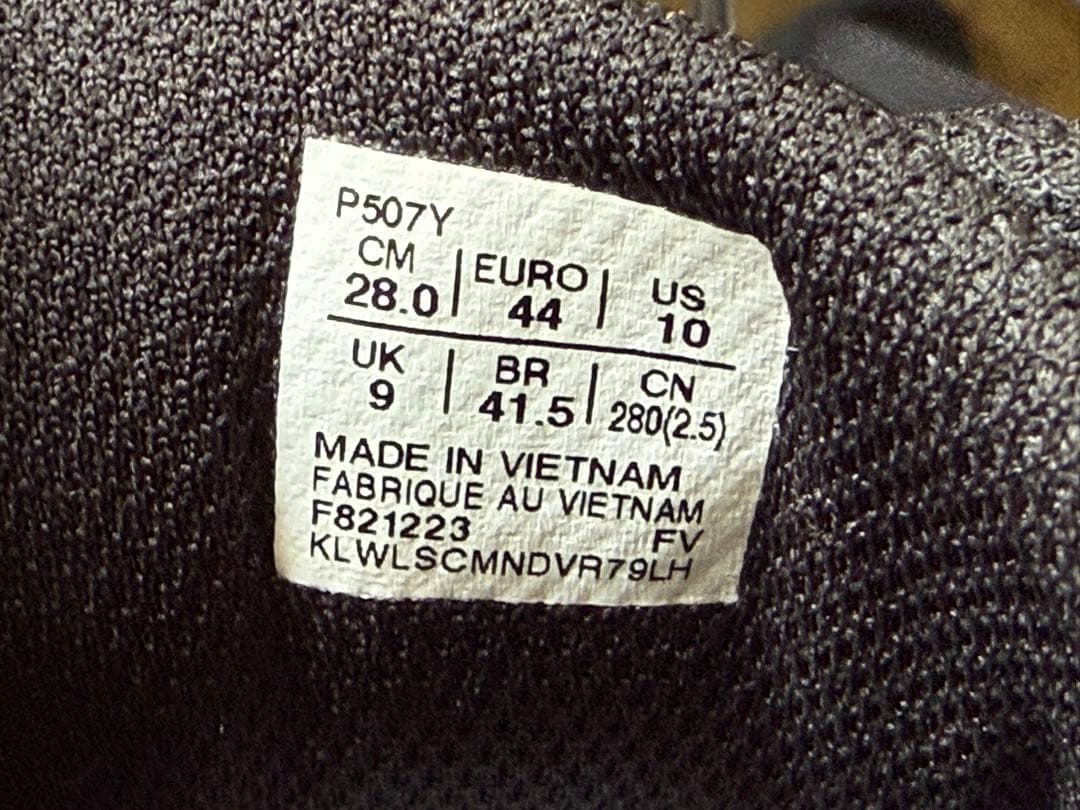 P507Y
CM | EURO | US
28.0 | 44 | 10
UK | BR | CN
9 | 41.5 | 280(2.5)
MADE IN VIETNAM
FABRIQUE AU VIETNAM
F821223 FV
KLWLSCMNDVR79LH